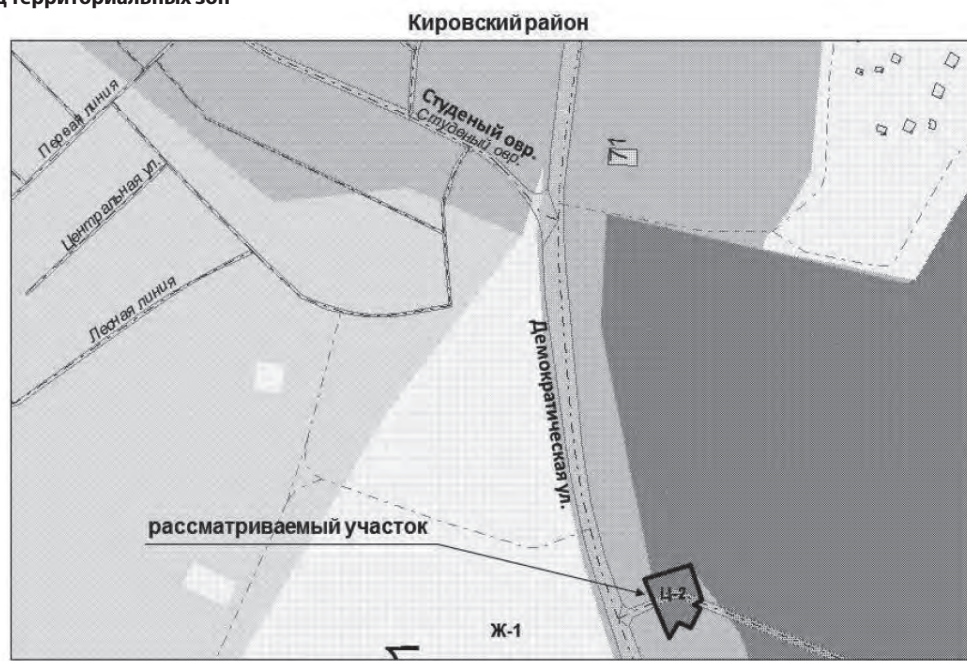 территориальных зон
Кировский район
Первая линия
Центральная ул.
Лесная линия
Студеный овр.
Студеный овр.
71
Демократическая ул.
рассматриваемый участок
Ц-2
Ж-1